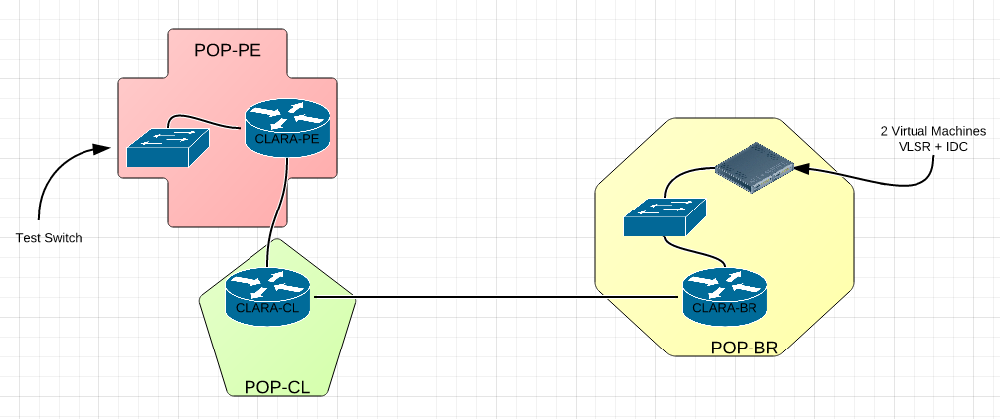 POP-PE
CLARA-PE
Test Switch
2 Virtual Machines
VLSR + IDC
CLARA-CL
CLARA-BR
POP-BR
POP-CL